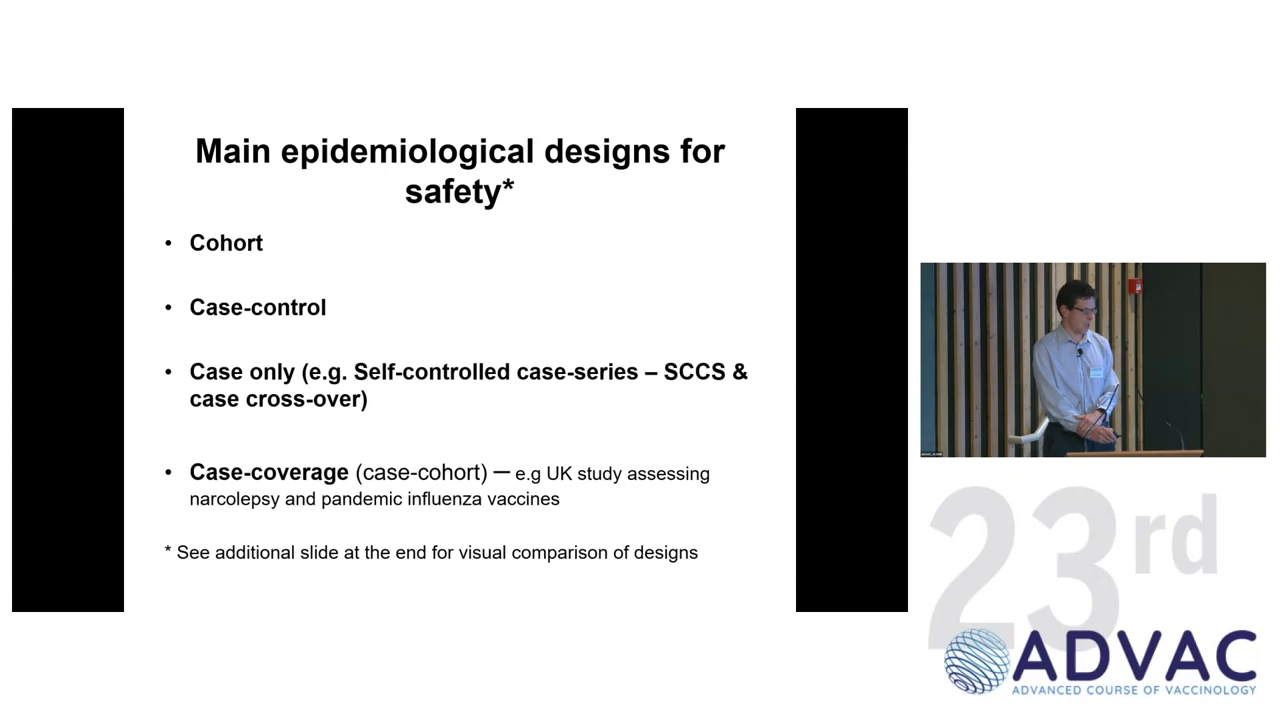 Main epidemiological designs for
safety*
• Cohort
• Case-control
• Case only (e.g. Self-controlled case-series – SCCS &
case cross-over)
• Case-coverage (case-cohort) – e.g UK study assessing
narcolepsy and pandemic influenza vaccines
* See additional slide at the end for visual comparison of designs
23rd
ADVAC
ADVANCED COURSE OF VACCINOLOGY